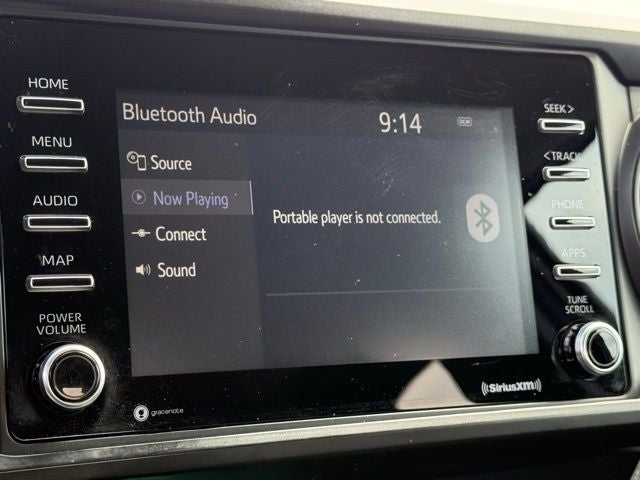 HOME
MENU
AUDIO
MAP
POWER
VOLUME
Bluetooth Audio
9:14
DCM
Source
Now Playing
Connect
Sound
Portable player is not connected.
SEEK >
< TRACK
PHONE
APPS
TUNE
SCROLL
gracenote
((SiriusXM))